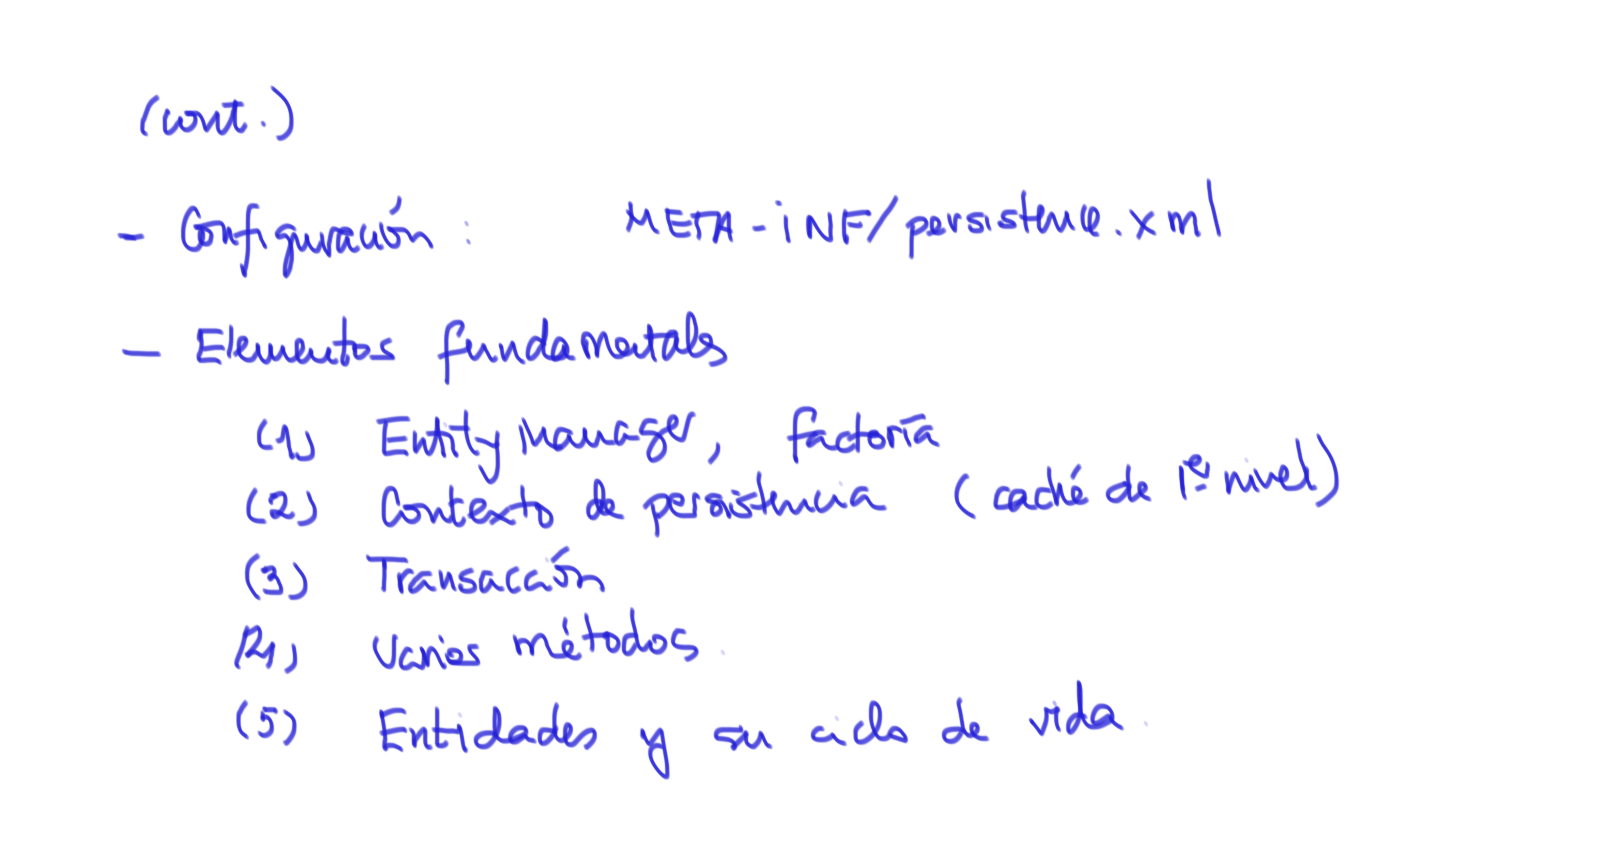 (cont.)
- Configuración: META-INF/persistence.xml
- Elementos fundamentales
(1) Entity Manager, factoría
(2) Contexto de persistencia (caché de 1er nivel)
(3) Transacción
(4) Varios métodos.
(5) Entidades y su ciclo de vida.